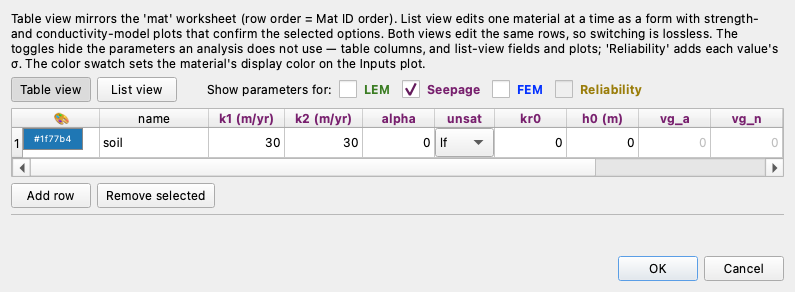 Table view mirrors the 'mat' worksheet (row order = Mat ID order). List view edits one material at a time as a form with strength-
and conductivity-model plots that confirm the selected options. Both views edit the same rows, so switching is lossless. The
toggles hide the parameters an analysis does not use — table columns, and list-view fields and plots; 'Reliability' adds each value's
σ. The color swatch sets the material's display color on the Inputs plot.
Table view List view Show parameters for: LEM Seepage FEM Reliability
name k1 (m/yr) k2 (m/yr) alpha unsat kr0 h0 (m) vg_a vg_n
1 #1f77b4 soil 30 30 0 lf 0 0 0 0
Add row Remove selected
OK Cancel